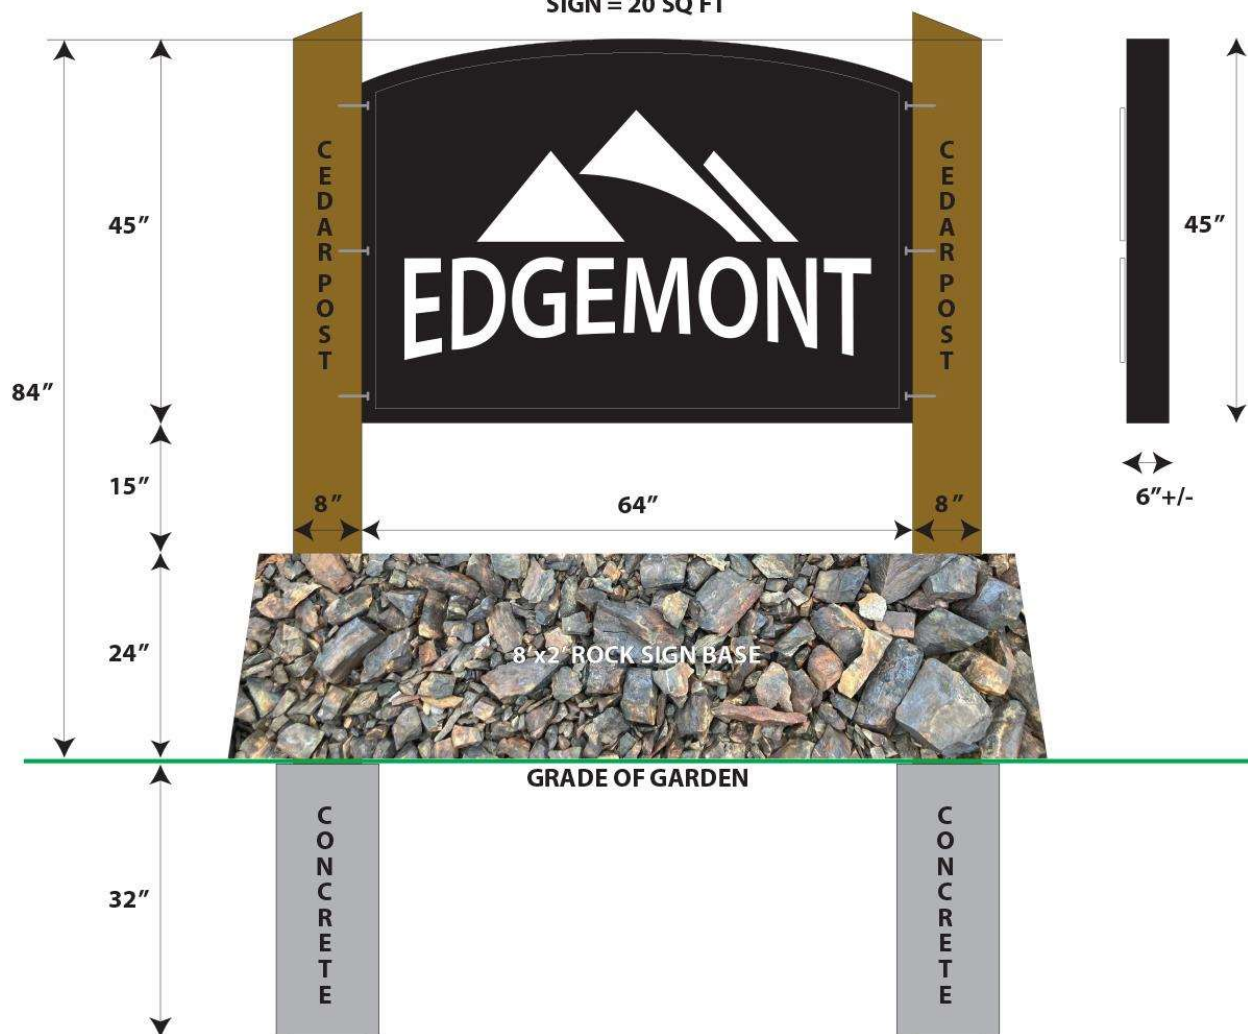 SIGN = 20 SQ FT
CEDAR POST
CEDAR POST
45"
45"
EDGEMONT
84"
15"
8"
64"
8"
6"+/-
24"
8'x2' ROCK SIGN BASE
GRADE OF GARDEN
CONCRETE
CONCRETE
32"